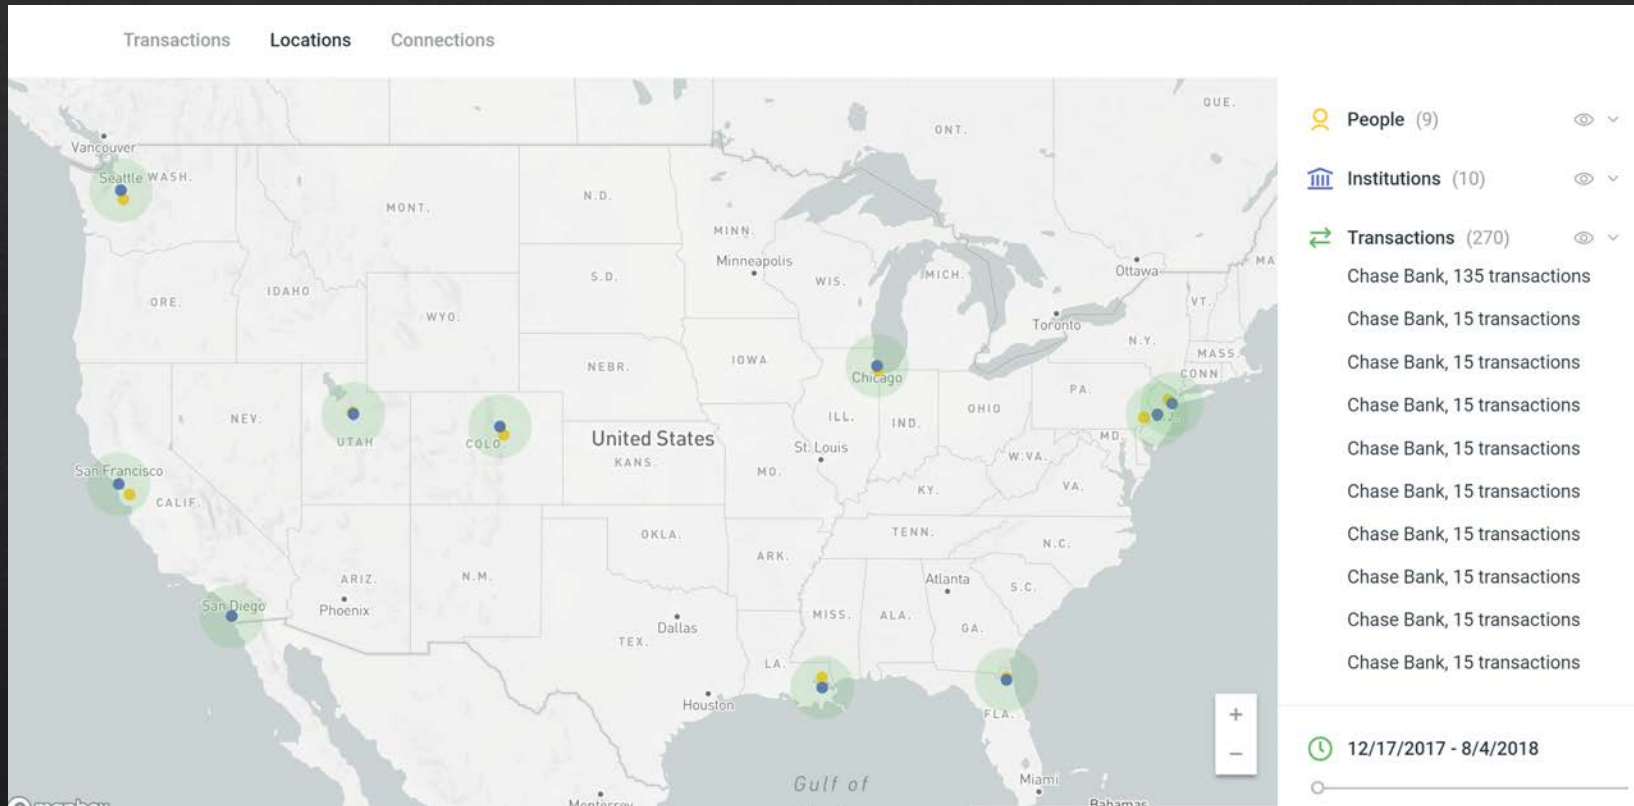 Transactions Locations Connections
QUE.
ONT.
Vancouver
Seattle WASH.
MONT.
N.D.
MINN.
Minneapolis
Ottawa
MA
S.D.
WIS.
MICH.
ORE.
IDAHO
WYO.
VT.
Toronto
N.Y.
MASS.
CONN
NEBR.
IOWA
Chicago
PA.
NEV.
UTAH
COLO.
United States
KANS.
ILL.
IND.
OHIO
MD.
St. Louis
MO.
W.VA.
San Francisco
CALIF.
KY.
VA.
OKLA.
TENN.
N.C.
ARK.
ARIZ.
N.M.
Atlanta
S.C.
San Diego
Phoenix
MISS.
ALA.
GA.
Dallas
TEX.
LA.
Houston
FLA.
Gulf of
Miami
Monterrey
Bahamas
mapbox
+
−
People (9)
Institutions (10)
Transactions (270)
Chase Bank, 135 transactions
Chase Bank, 15 transactions
Chase Bank, 15 transactions
Chase Bank, 15 transactions
Chase Bank, 15 transactions
Chase Bank, 15 transactions
Chase Bank, 15 transactions
Chase Bank, 15 transactions
Chase Bank, 15 transactions
Chase Bank, 15 transactions
12/17/2017 - 8/4/2018